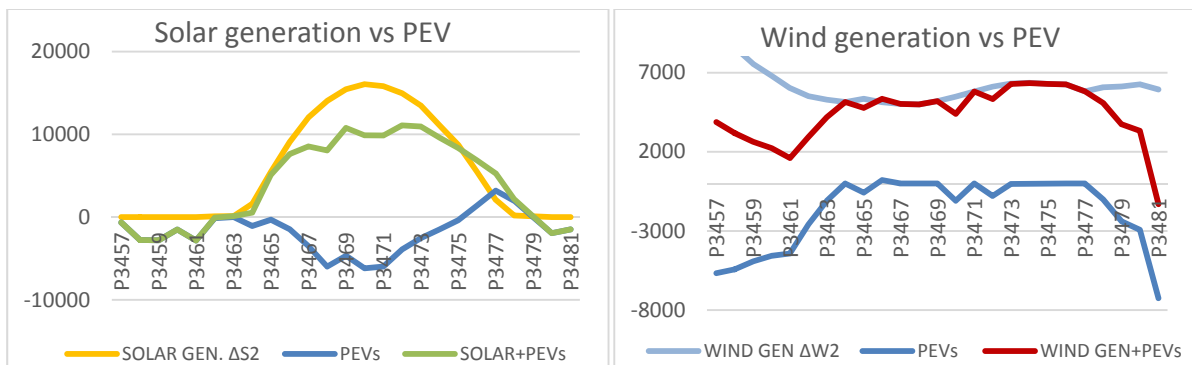 Solar generation vs PEV
20000
10000
0
-10000
P3457
P3459
P3461
P3463
P3465
P3467
P3469
P3471
P3473
P3475
P3477
P3479
P3481
SOLAR GEN. ΔS2
PEVs
SOLAR+PEVs
Wind generation vs PEV
7000
2000
-3000
-8000
P3457
P3459
P3461
P3463
P3465
P3467
P3469
P3471
P3473
P3475
P3477
P3479
P3481
WIND GEN ΔW2
PEVs
WIND GEN+PEVs